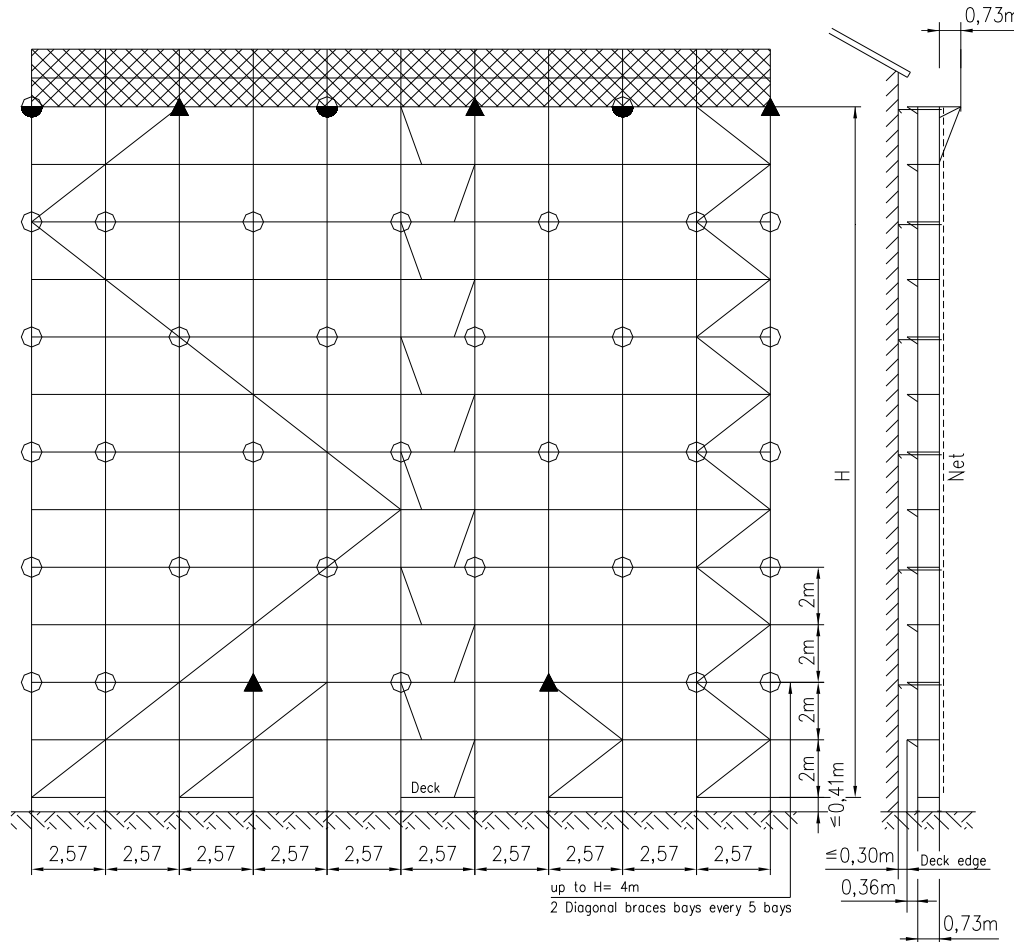 0,73m
H
Net
2m
2m
2m
2m
≤0,41m
Deck
2,57
2,57
2,57
2,57
2,57
2,57
2,57
2,57
2,57
2,57
≤0,30m
Deck edge
0,36m
0,73m
up to H= 4m
2 Diagonal braces bays every 5 bays